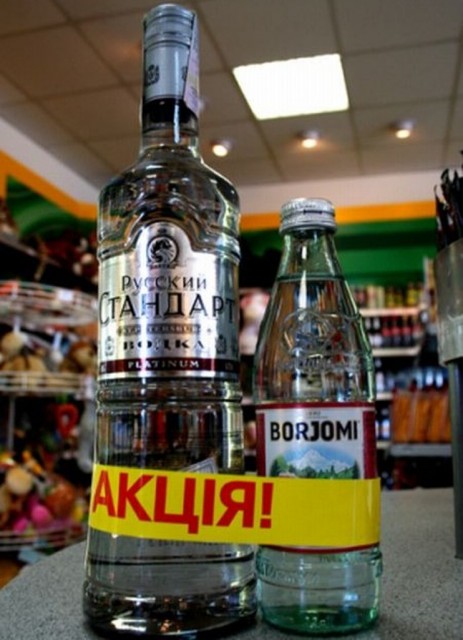 Русский
СТАНДАРТ
ВОДКА
PLATINUM
BORJOMI
АКЦІЯ!